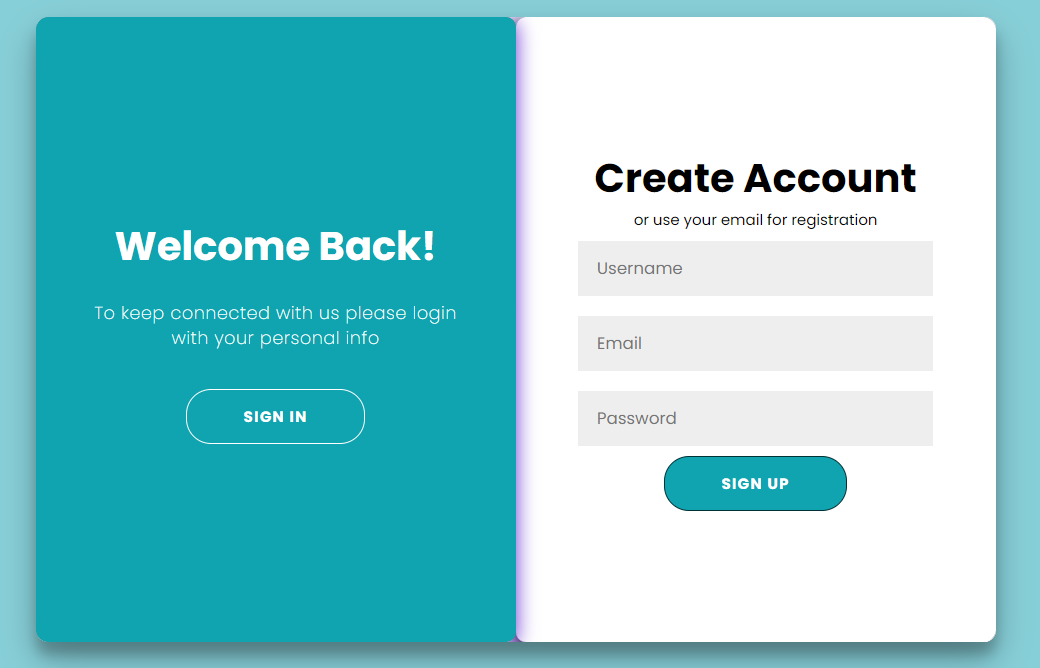 Welcome Back!
To keep connected with us please login
with your personal info
SIGN IN
Create Account
or use your email for registration
Username
Email
Password
SIGN UP